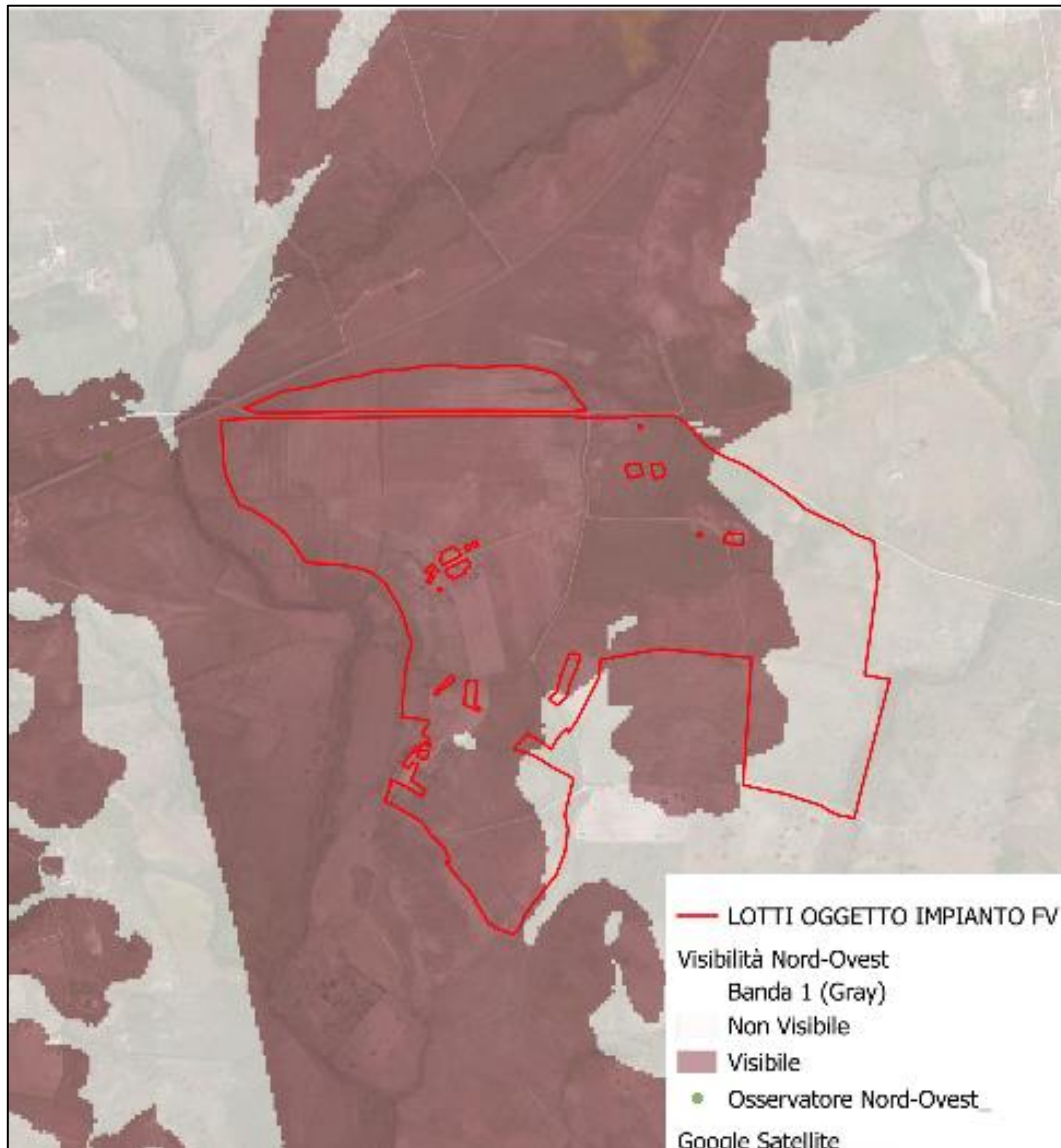 LOTTI OGGETTO IMPIANTO FV
Visibilità Nord-Ovest
Banda 1 (Gray)
Non Visibile
Visibile
Osservatore Nord-Ovest_
Google Satellite